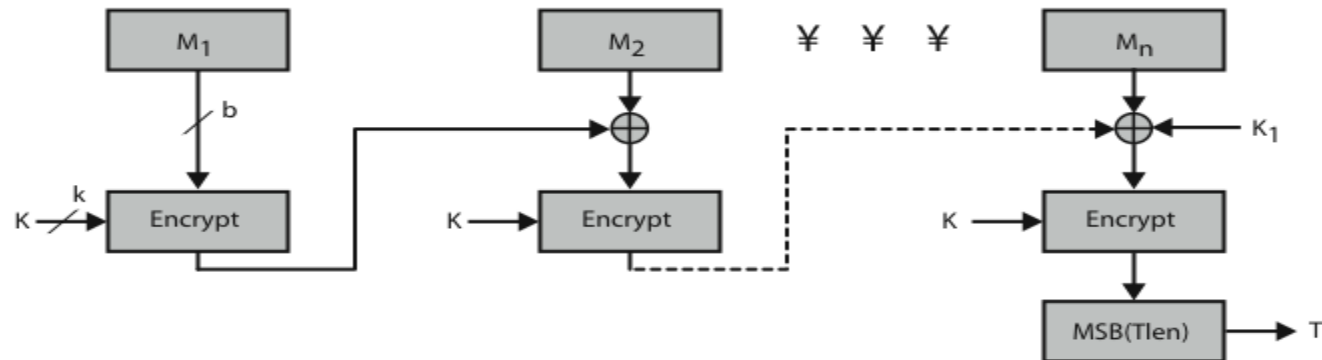 M1 M2 ¥ ¥ ¥ Mn
b
K1
k
K Encrypt K Encrypt K Encrypt
MSB(Tlen) T